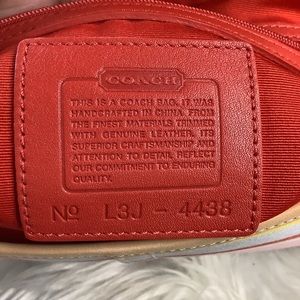 COACH
THIS IS A COACH BAG. IT WAS
HANDCRAFTED IN CHINA. FROM
THE FINEST MATERIALS TRIMMED
WITH GENUINE LEATHER, ITS
SUPERIOR CRAFTSMANSHIP AND
ATTENTION TO DETAIL REFLECT
OUR COMMITMENT TO ENDURING
QUALITY.
Nº L3J - 4438